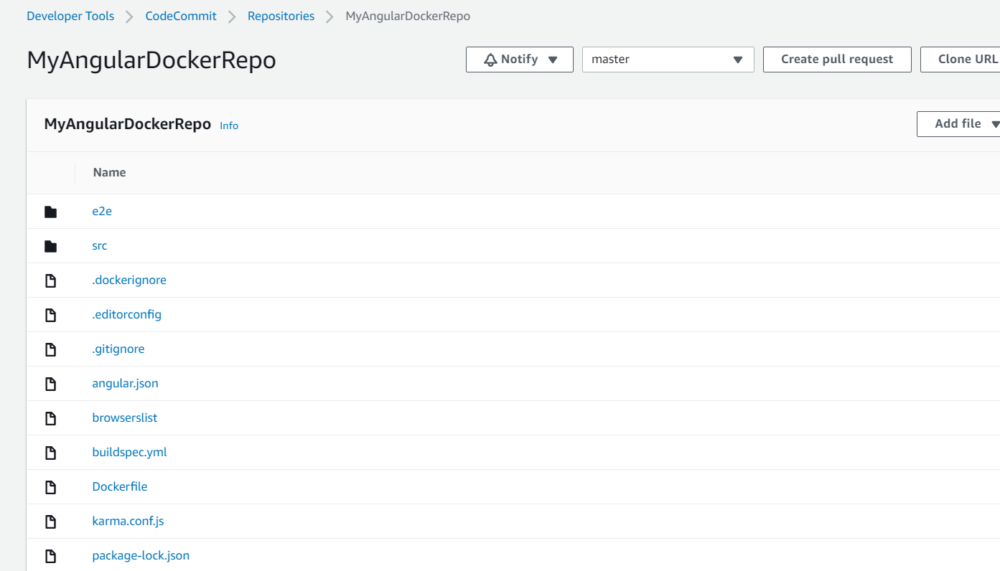 Developer Tools CodeCommit Repositories MyAngularDockerRepo
MyAngularDockerRepo Notify master Create pull request Clone URL
MyAngularDockerRepo Info Add file
Name
e2e
src
.dockerignore
.editorconfig
.gitignore
angular.json
browserslist
buildspec.yml
Dockerfile
karma.conf.js
package-lock.json